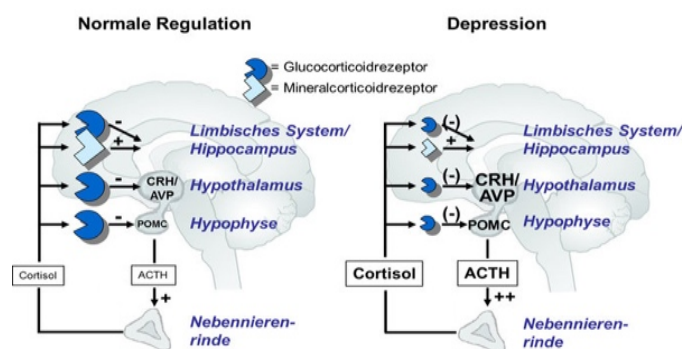 Normale Regulation
Depression
= Glucocorticoidrezeptor
= Mineralcorticoidrezeptor
-
+
Limbisches System/
Hippocampus
-
CRH/
AVP
Hypothalamus
-
POMC
Hypophyse
Cortisol
ACTH
+
Nebennieren-
rinde
(-)
+
Limbisches System/
Hippocampus
(-)
CRH/
AVP
Hypothalamus
(-)
POMC
Hypophyse
Cortisol
ACTH
++
Nebennieren-
rinde